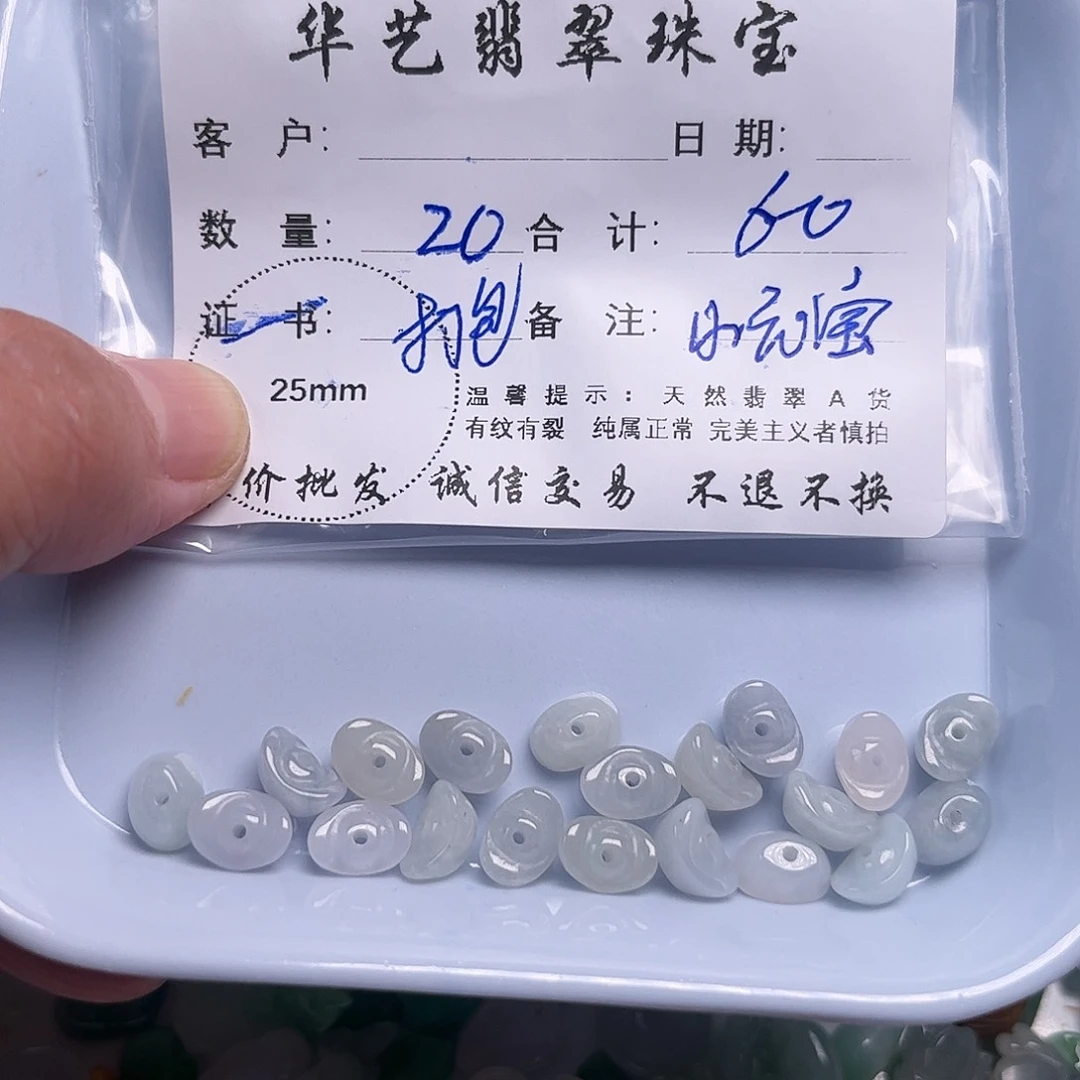 华艺翡翠珠宝
客 户: 日 期:
数 量: 20 合 计: 60
证 书: 打包 备 注: 小元宝
25mm
温馨提示: 天然翡翠A货
有纹有裂 纯属正常 完美主义者慎拍
价批发 诚信交易 不退不换